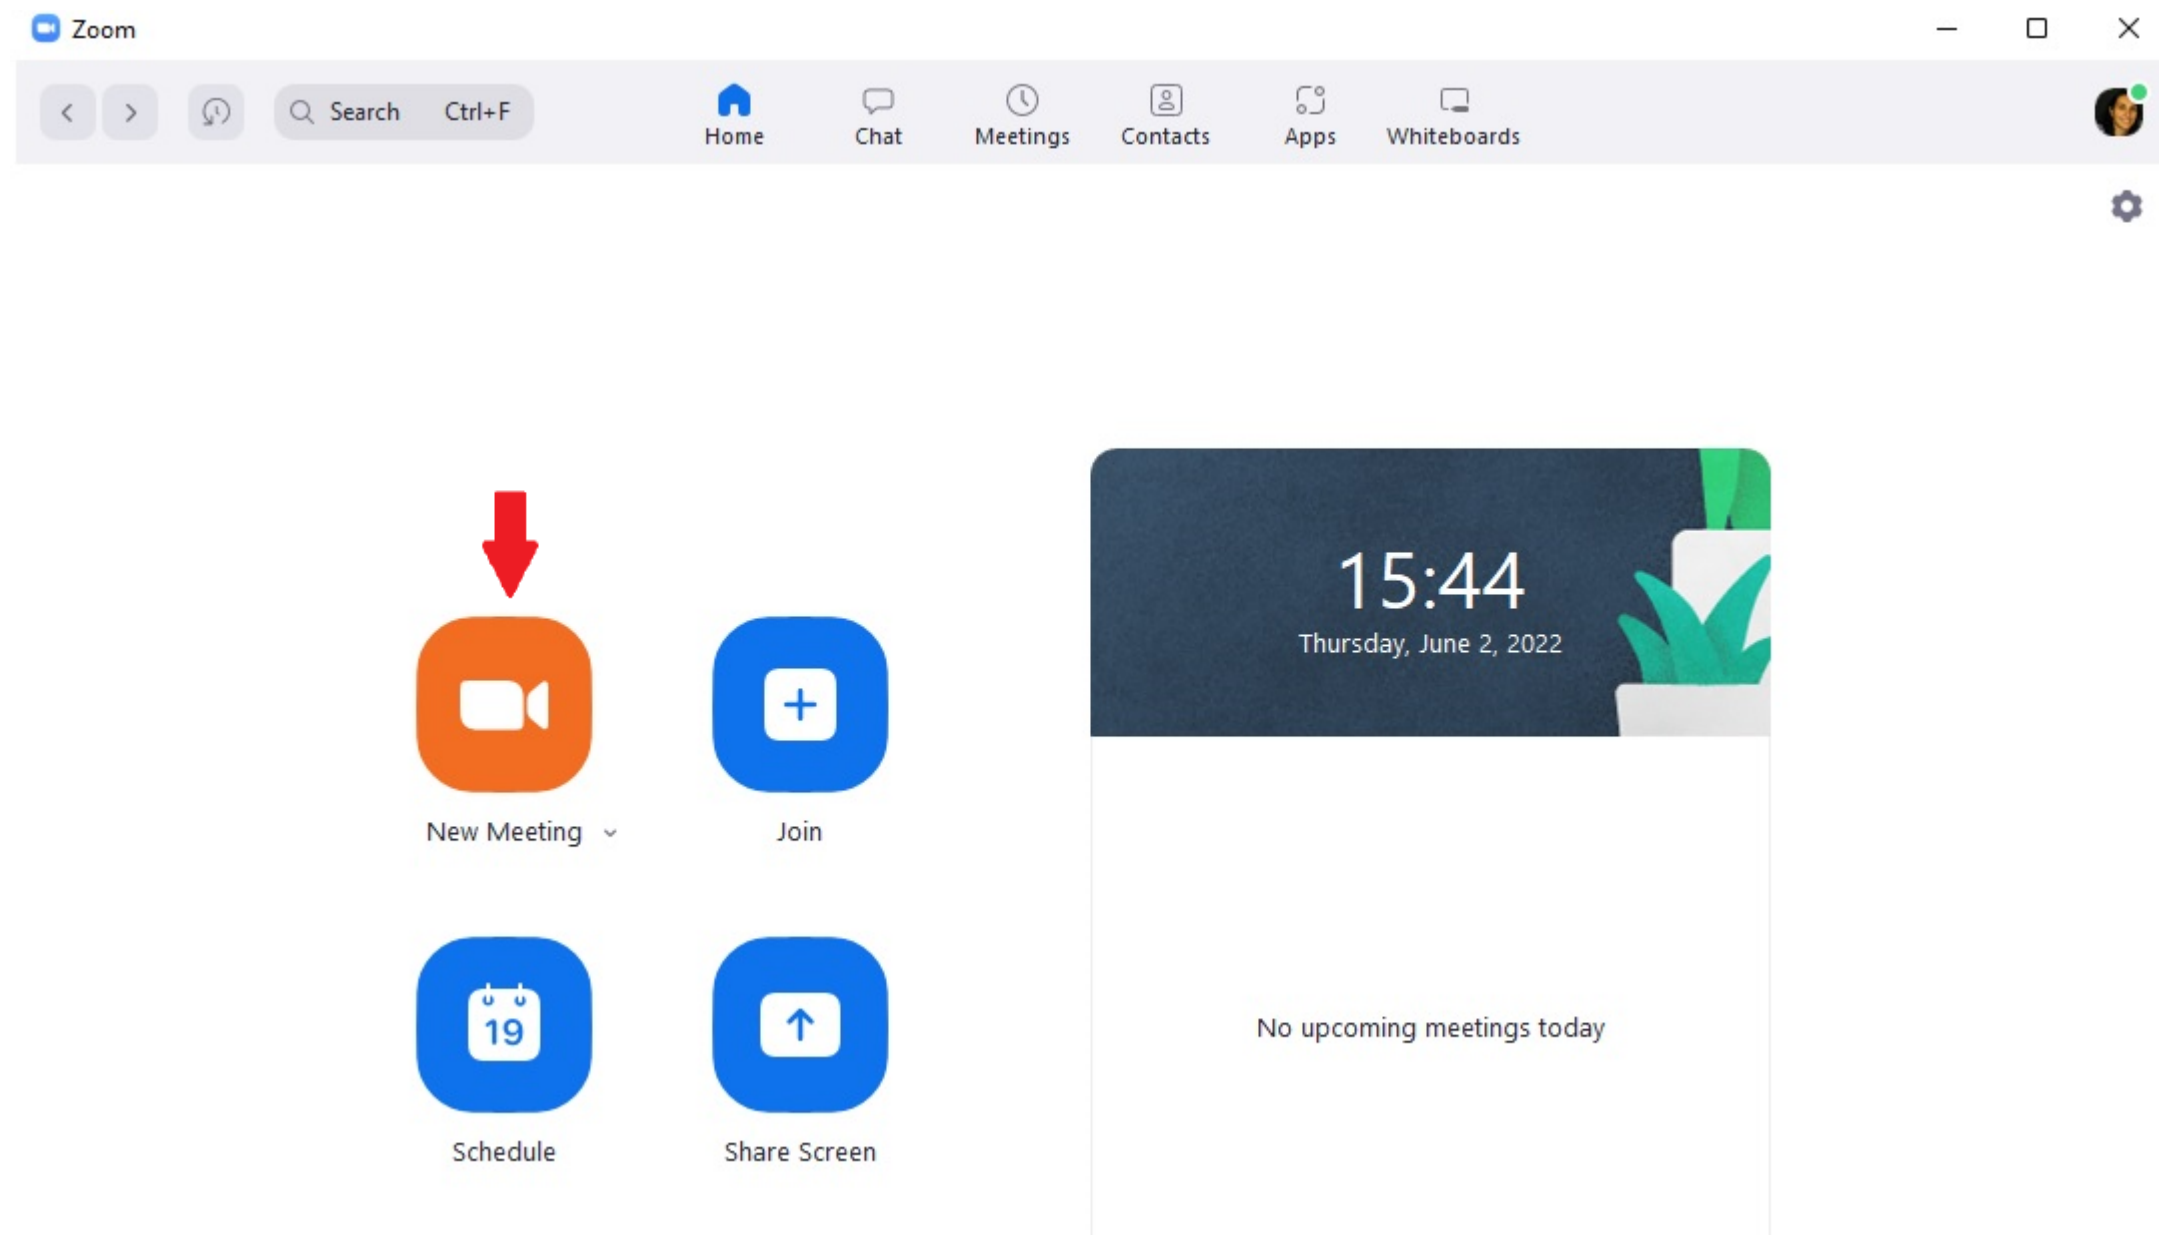 Zoom
Search Ctrl+F
Home
Chat
Meetings
Contacts
Apps
Whiteboards
15:44
Thursday, June 2, 2022
New Meeting
Join
19
Schedule
Share Screen
No upcoming meetings today